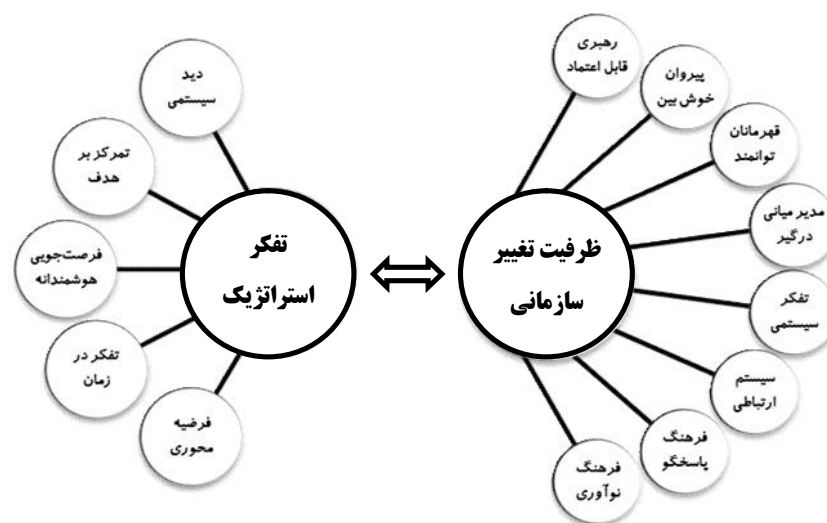 رهبری
قابل اعتماد
پیروان
خوش بین
قهرمانان
توانمند
مدیر میانی
درگیر
تفکر
سیستمی
سیستم
ارتباطی
فرهنگ
پاسخگو
فرهنگ
نوآوری
ظرفیت تغییر
سازمانی
تفکر
استراتژیک
دید
سیستمی
تمرکز بر
هدف
فرصت‌جویی
هوشمندانه
تفکر در
زمان
فرضیه
محوری